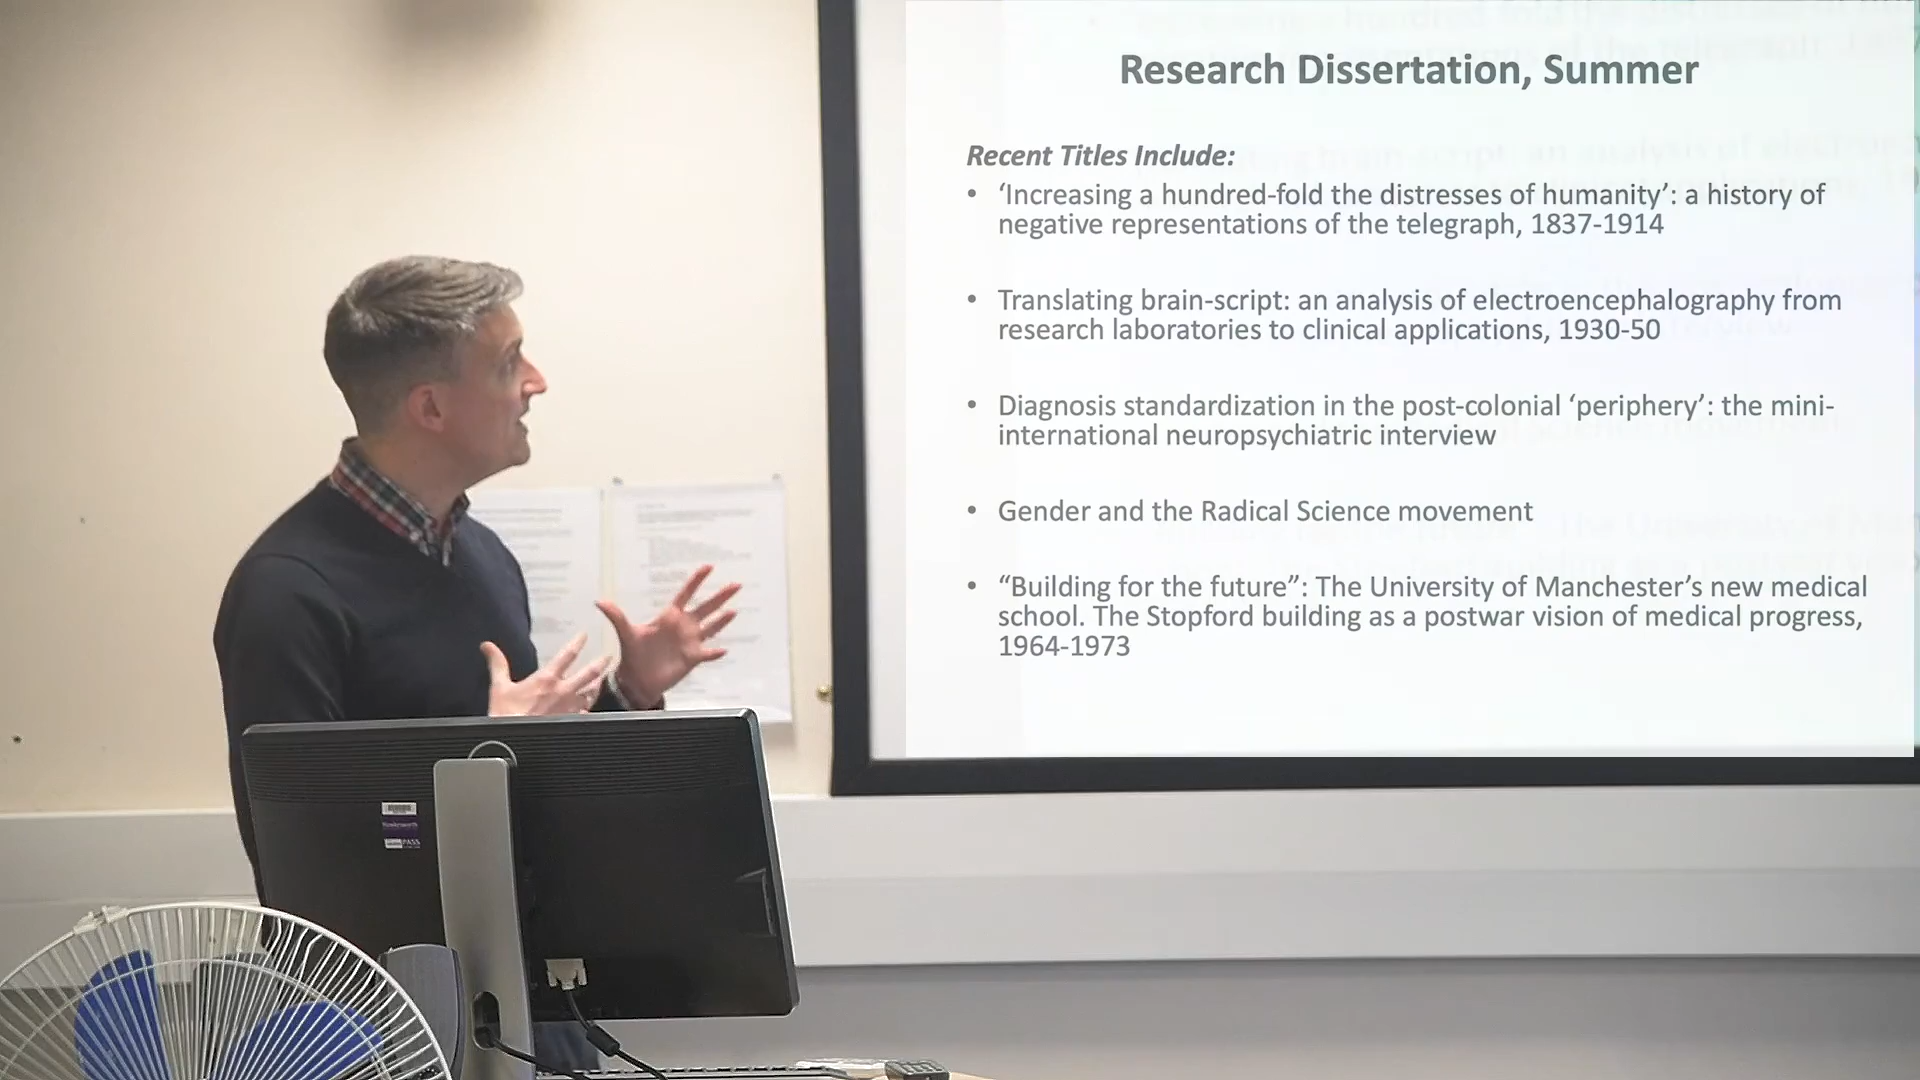 Research Dissertation, Summer
Recent Titles Include:
• ‘Increasing a hundred-fold the distresses of humanity’: a history of
negative representations of the telegraph, 1837-1914
• Translating brain-script: an analysis of electroencephalography from
research laboratories to clinical applications, 1930-50
• Diagnosis standardization in the post-colonial ‘periphery’: the mini-
international neuropsychiatric interview
• Gender and the Radical Science movement
• “Building for the future”: The University of Manchester’s new medical
school. The Stopford building as a postwar vision of medical progress,
1964-1973